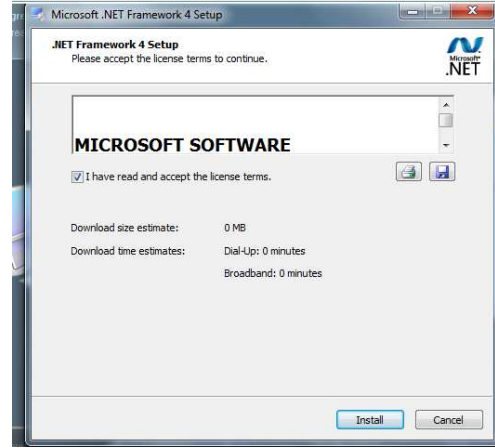 Microsoft .NET Framework 4 Setup
.NET Framework 4 Setup
Please accept the license terms to continue.
Microsoft®
.NET
MICROSOFT SOFTWARE
I have read and accept the license terms.
Download size estimate: 0 MB
Download time estimates: Dial-Up: 0 minutes
Broadband: 0 minutes
Install Cancel